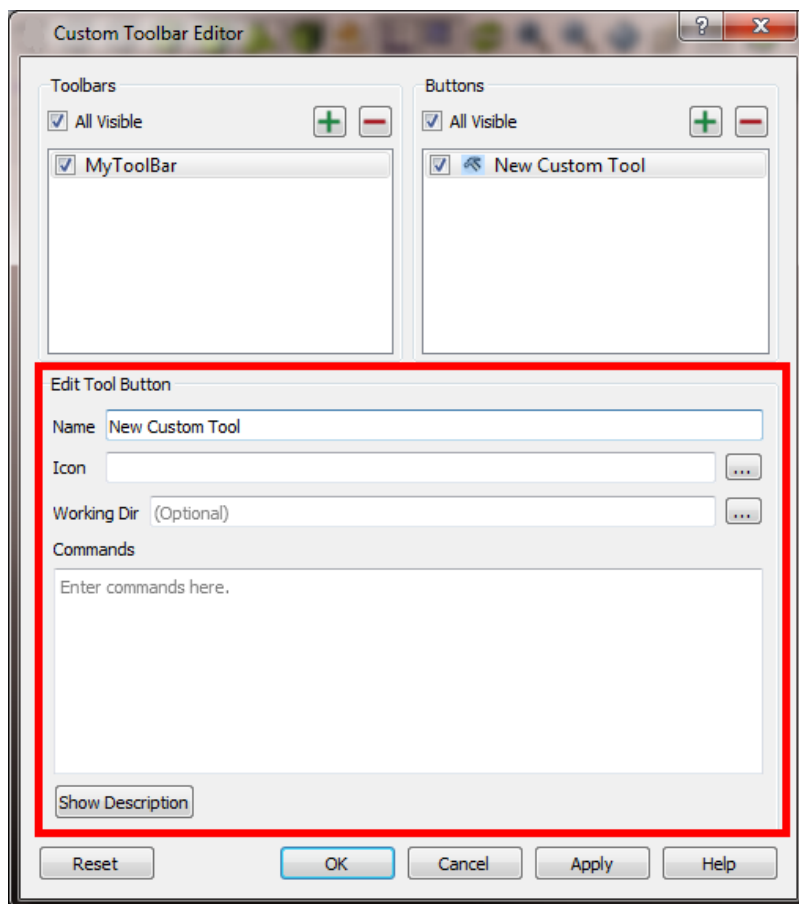 Custom Toolbar Editor
?
X
Toolbars
All Visible
MyToolBar
Buttons
All Visible
New Custom Tool
Edit Tool Button
Name New Custom Tool
Icon ...
Working Dir (Optional) ...
Commands
Enter commands here.
Show Description
Reset OK Cancel Apply Help